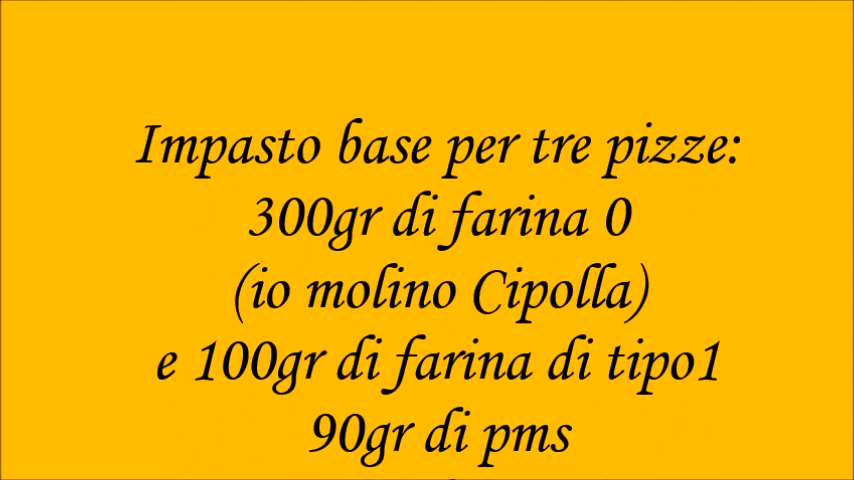 Impasto base per tre pizze:
300gr di farina 0
(io molino Cipolla)
e 100gr di farina di tipo1
90gr di pms